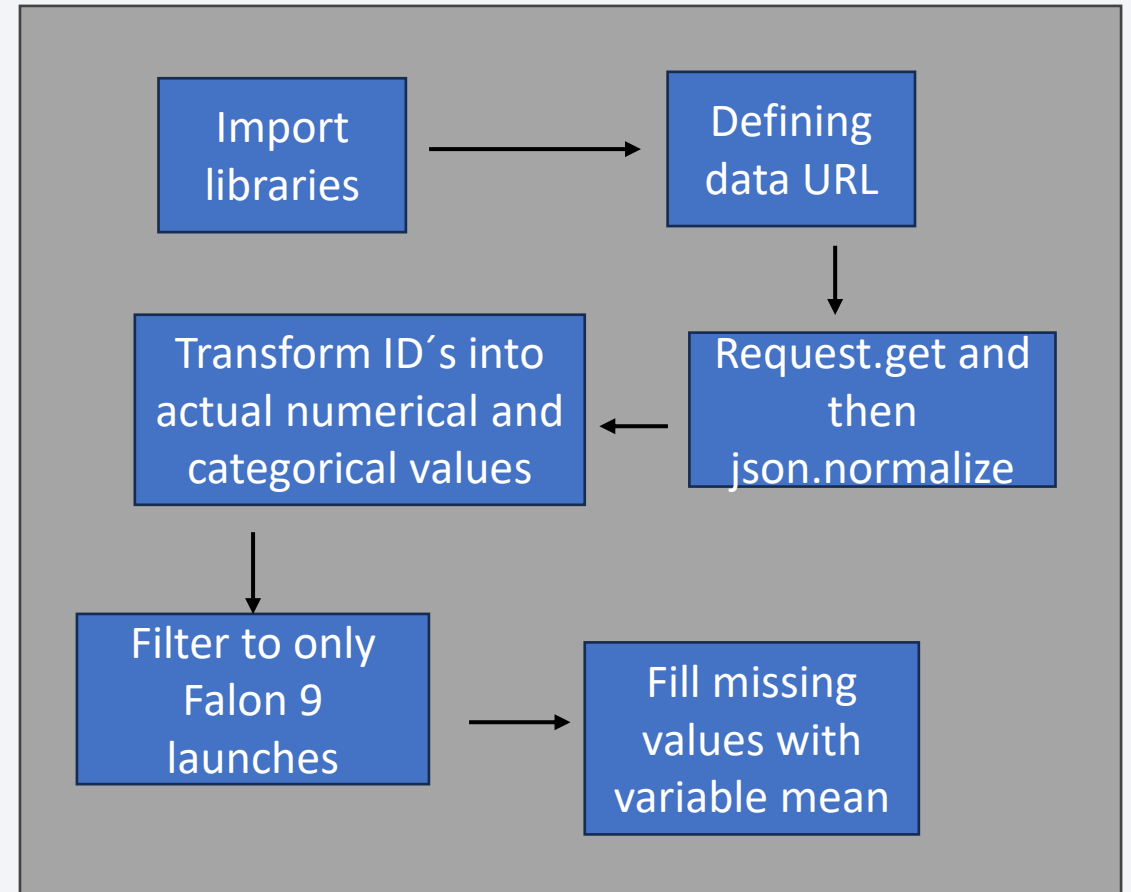 Import
libraries
Defining
data URL
Request.get and
then
json.normalize
Transform ID´s into
actual numerical and
categorical values
Filter to only
Falon 9
launches
Fill missing
values with
variable mean